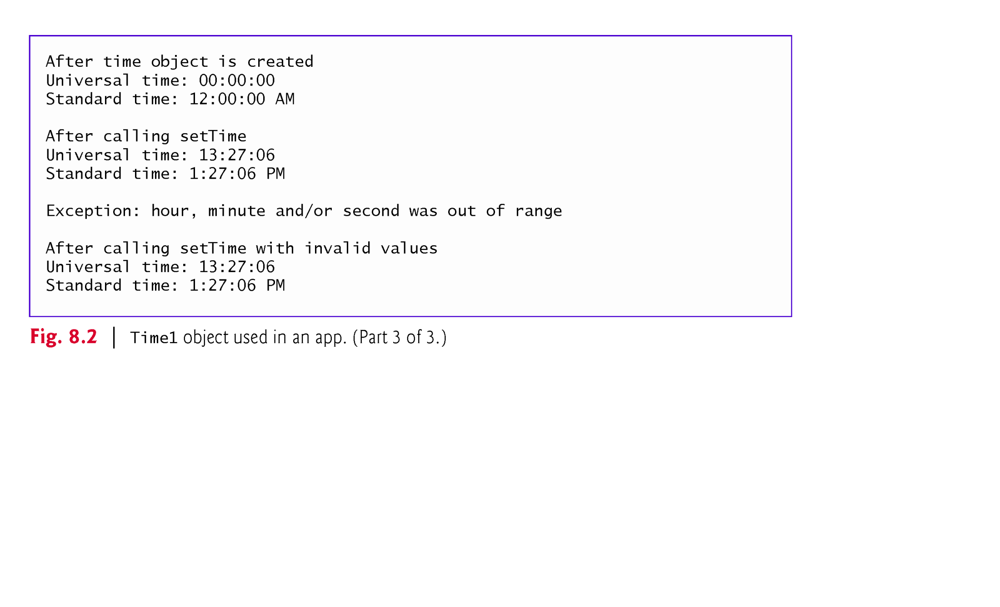 After time object is created
Universal time: 00:00:00
Standard time: 12:00:00 AM
After calling setTime
Universal time: 13:27:06
Standard time: 1:27:06 PM
Exception: hour, minute and/or second was out of range
After calling setTime with invalid values
Universal time: 13:27:06
Standard time: 1:27:06 PM
Fig. 8.2 | Time1 object used in an app. (Part 3 of 3.)